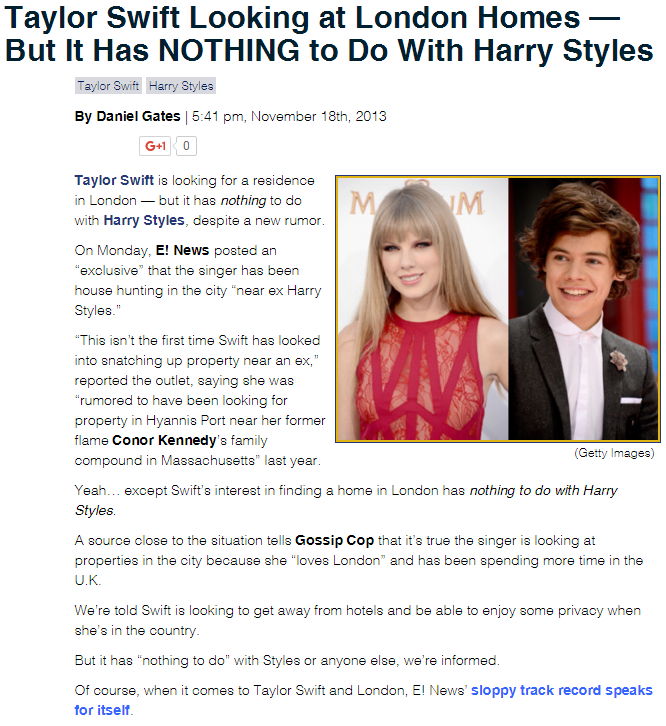 Taylor Swift Looking at London Homes —
But It Has NOTHING to Do With Harry Styles
Taylor Swift Harry Styles
By Daniel Gates | 5:41 pm, November 18th, 2013
G+1 0
Taylor Swift is looking for a residence
in London — but it has nothing to do
with Harry Styles, despite a new rumor.
On Monday, E! News posted an
“exclusive” that the singer has been
house hunting in the city “near ex Harry
Styles.”
“This isn’t the first time Swift has looked
into snatching up property near an ex,”
reported the outlet, saying she was
“rumored to have been looking for
property in Hyannis Port near her former
flame Conor Kennedy’s family
compound in Massachusetts” last year.
(Getty Images)
Yeah… except Swift’s interest in finding a home in London has nothing to do with Harry
Styles.
A source close to the situation tells Gossip Cop that it’s true the singer is looking at
properties in the city because she “loves London” and has been spending more time in the
U.K.
We’re told Swift is looking to get away from hotels and be able to enjoy some privacy when
she’s in the country.
But it has “nothing to do” with Styles or anyone else, we’re informed.
Of course, when it comes to Taylor Swift and London, E! News’ sloppy track record speaks
for itself.